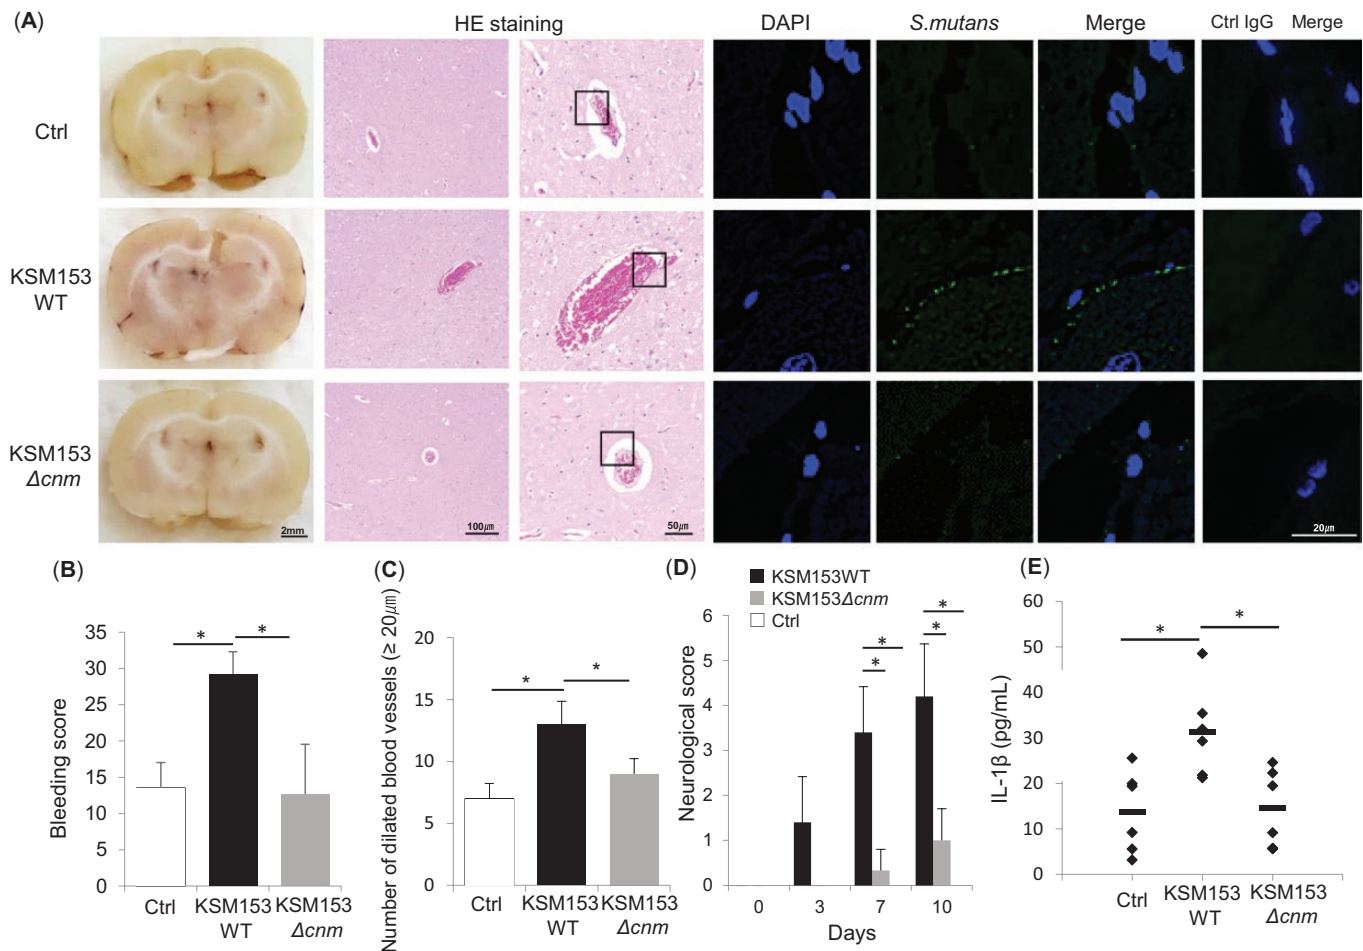 (A)
HE staining
DAPI
S.mutans
Merge
Ctrl IgG Merge
Ctrl
KSM153
WT
KSM153
Δcnm
2mm
100㎛
50㎛
20㎛
(B)
Bleeding score
35
30
25
20
15
10
5
0
*
*
Ctrl
KSM153
WT
KSM153
Δcnm
(C)
Number of dilated blood vessels (≥ 20㎛)
20
15
10
5
0
*
*
Ctrl
KSM153
WT
KSM153
Δcnm
(D)
KSM153WT
KSM153Δcnm
Ctrl
Neurological score
6
5
4
3
2
1
0
*
*
*
*
0 3 7 10
Days
(E)
IL-1β (pg/mL)
60
50
40
30
20
10
0
*
*
Ctrl
KSM153
WT
KSM153
Δcnm